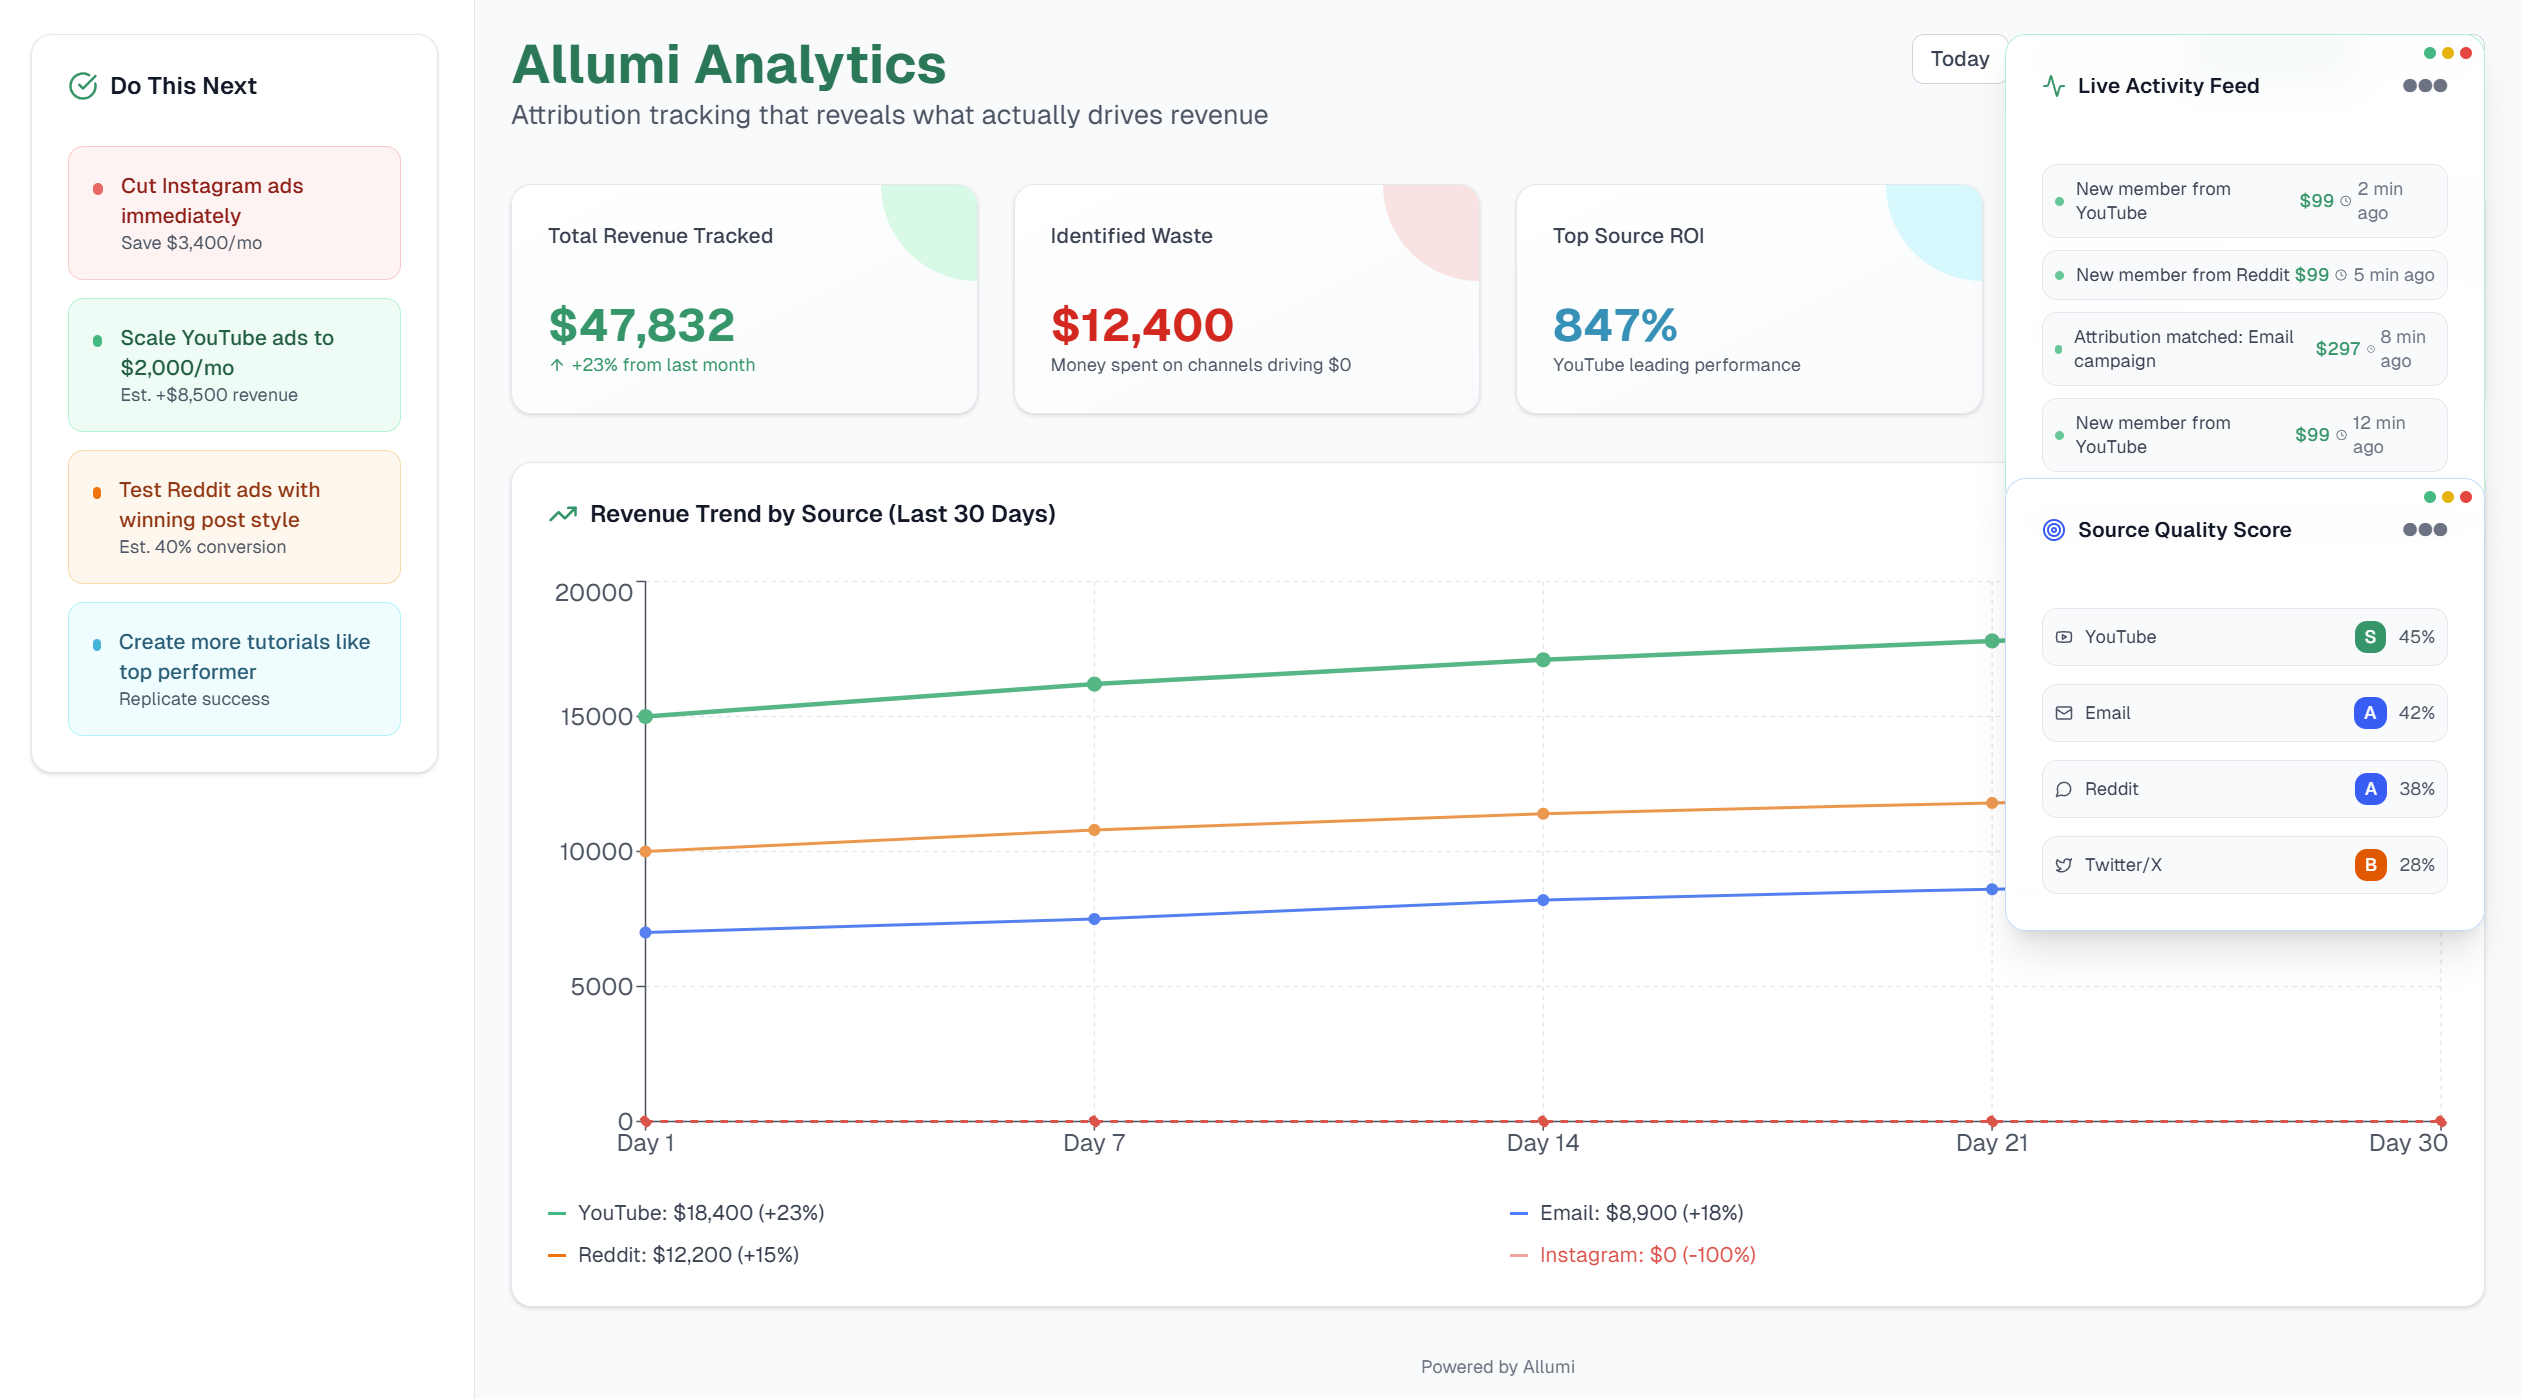 Do This Next
Cut Instagram ads
immediately
Save $3,400/mo
Scale YouTube ads to
$2,000/mo
Est. +$8,500 revenue
Test Reddit ads with
winning post style
Est. 40% conversion
Create more tutorials like
top performer
Replicate success
Allumi Analytics
Attribution tracking that reveals what actually drives revenue
Today
Total Revenue Tracked
$47,832
+23% from last month
Identified Waste
$12,400
Money spent on channels driving $0
Top Source ROI
847%
YouTube leading performance
Revenue Trend by Source (Last 30 Days)
20000
15000
10000
5000
0
Day 1
Day 7
Day 14
Day 21
Day 30
YouTube: $18,400 (+23%)
Email: $8,900 (+18%)
Reddit: $12,200 (+15%)
Instagram: $0 (-100%)
Live Activity Feed
New member from
YouTube
$99
2 min
ago
New member from Reddit $99 5 min ago
Attribution matched: Email
campaign
$297
8 min
ago
New member from
YouTube
$99
12 min
ago
Source Quality Score
YouTube S 45%
Email A 42%
Reddit A 38%
Twitter/X B 28%
Powered by Allumi